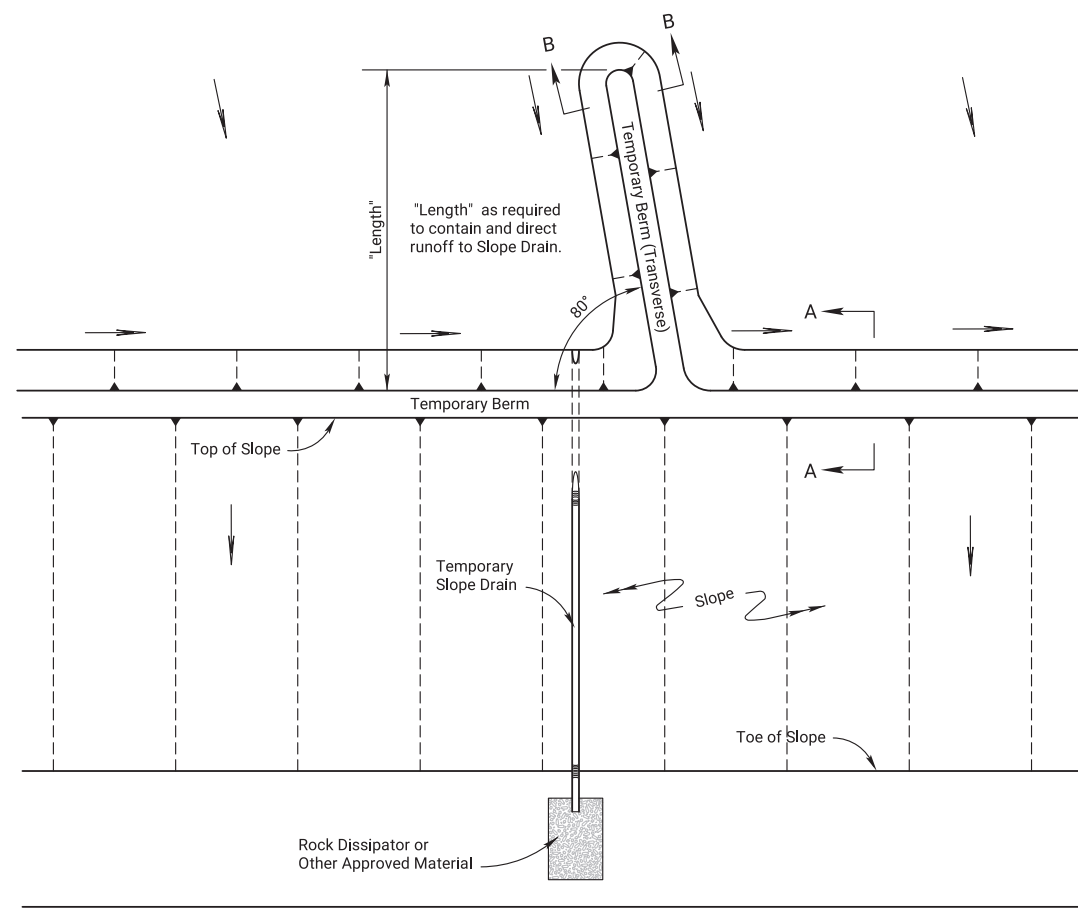 B
B
"Length"
"Length" as required
to contain and direct
runoff to Slope Drain.
Temporary Berm (Transverse)
80°
A
Temporary Berm
Top of Slope
A
Temporary
Slope Drain
Slope
Toe of Slope
Rock Dissipator or
Other Approved Material